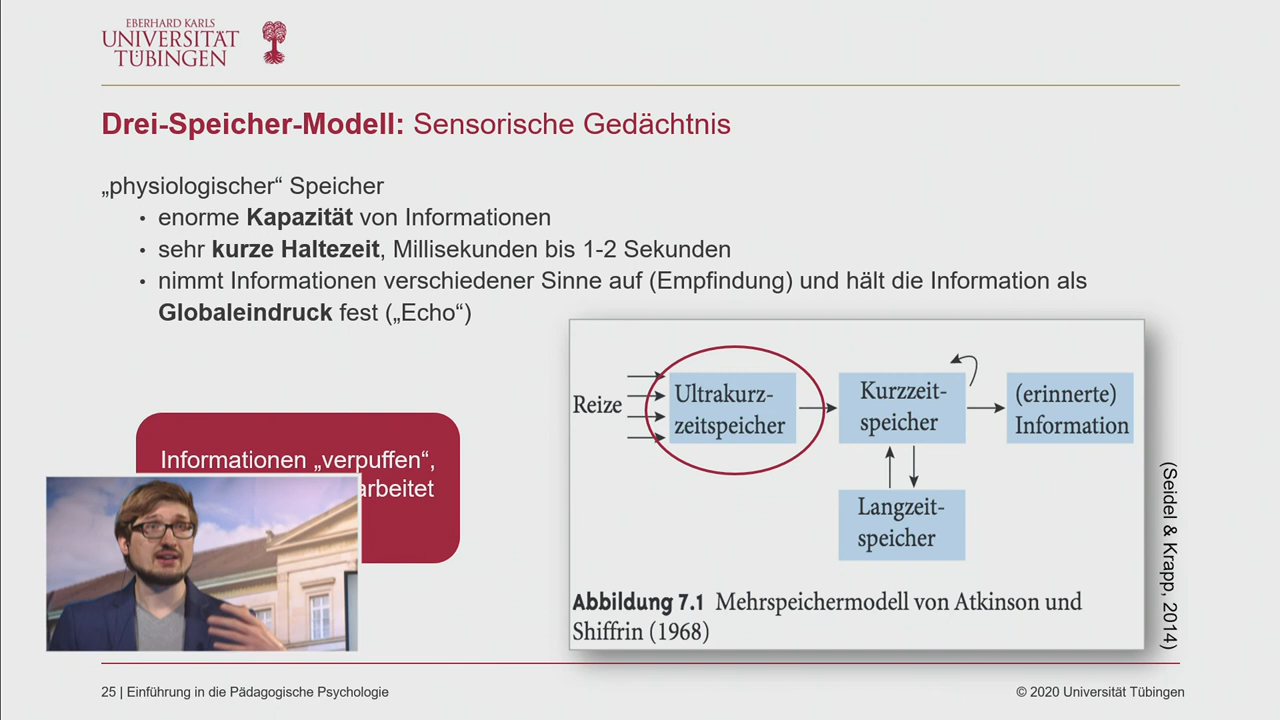 EBERHARD KARLS
UNIVERSITÄT
TÜBINGEN
Drei-Speicher-Modell: Sensorische Gedächtnis
„physiologischer“ Speicher
• enorme Kapazität von Informationen
• sehr kurze Haltezeit, Millisekunden bis 1-2 Sekunden
• nimmt Informationen verschiedener Sinne auf (Empfindung) und hält die Information als
Globaleindruck fest („Echo“)
Informationen „verpuffen“,
arbeitet
Reize
Ultrakurz-
zeitspeicher
Kurzzeit-
speicher
(erinnerte)
Information
Langzeit-
speicher
Abbildung 7.1 Mehrspeichermodell von Atkinson und
Shiffrin (1968)
(Seidel & Krapp, 2014)
25 | Einführung in die Pädagogische Psychologie
© 2020 Universität Tübingen